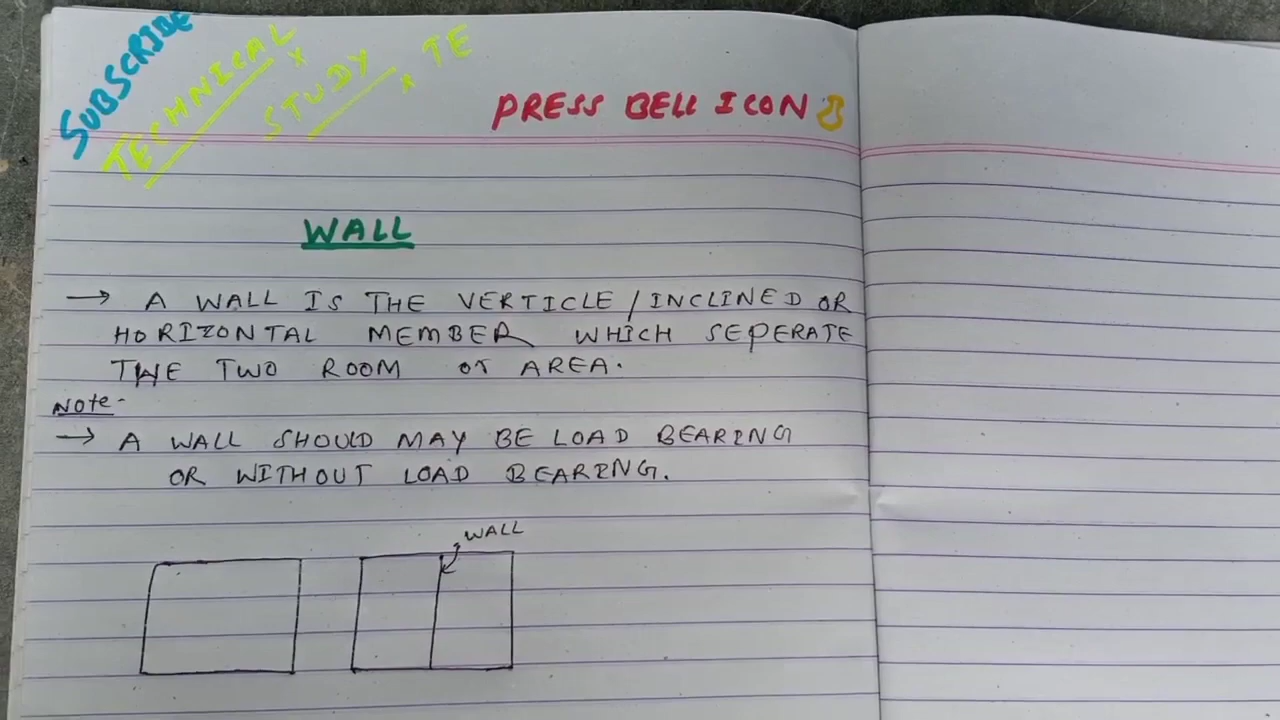 SUBSCRIBE
TECHNICAL x
STUDY x TE
PRESS BELL ICON
WALL
→ A WALL IS THE VERTICLE / INCLINED OR
HORIZONTAL MEMBER WHICH SEPERATE
THE TWO ROOM or AREA.
Note -
→ A WALL SHOULD MAY BE LOAD BEARING
OR WITHOUT LOAD BEARING.
WALL